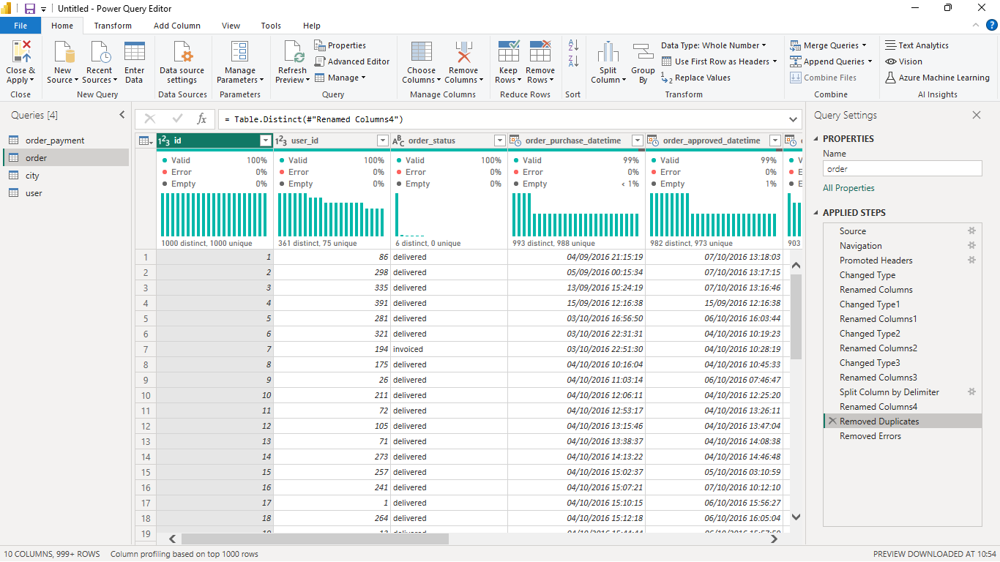 Untitled - Power Query Editor
File Home Transform Add Column View Tools Help
Close & Apply
Close
New Source
Recent Sources
Enter Data
New Query
Data source settings
Data Sources
Manage Parameters
Parameters
Refresh Preview
Properties
Advanced Editor
Manage
Query
Choose Columns
Remove Columns
Manage Columns
Keep Rows
Remove Rows
Reduce Rows
Sort
Split Column
Group By
Data Type: Whole Number
Use First Row as Headers
Replace Values
Transform
Merge Queries
Append Queries
Combine Files
Combine
Text Analytics
Vision
Azure Machine Learning
AI Insights
Queries [4]
order_payment
order
city
user
fx = Table.Distinct(#"Renamed Columns4")
id user_id order_status order_purchase_datetime order_approved_datetime
Valid 100% Valid 100% Valid 100% Valid 99% Valid 99%
Error 0% Error 0% Error 0% Error 0% Error 0%
Empty 0% Empty 0% Empty 0% Empty < 1% Empty 1%
1000 distinct, 1000 unique 361 distinct, 75 unique 6 distinct, 0 unique 993 distinct, 988 unique 982 distinct, 973 unique 903
1 1 86 delivered 04/09/2016 21:15:19 07/10/2016 13:18:03
2 2 298 delivered 05/09/2016 00:15:34 07/10/2016 13:17:15
3 3 335 delivered 13/09/2016 15:24:19 07/10/2016 13:16:46
4 4 391 delivered 15/09/2016 12:16:38 15/09/2016 12:16:38
5 5 281 delivered 03/10/2016 16:56:50 06/10/2016 16:03:44
6 6 321 delivered 03/10/2016 22:31:31 04/10/2016 10:19:23
7 7 194 invoiced 03/10/2016 22:51:30 04/10/2016 10:28:19
8 8 175 delivered 04/10/2016 10:16:04 04/10/2016 10:45:33
9 9 26 delivered 04/10/2016 11:03:14 06/10/2016 07:46:47
10 10 211 delivered 04/10/2016 12:06:11 04/10/2016 12:25:20
11 11 72 delivered 04/10/2016 12:53:17 04/10/2016 13:26:11
12 12 105 delivered 04/10/2016 13:15:46 04/10/2016 13:47:04
13 13 71 delivered 04/10/2016 13:38:37 04/10/2016 14:08:38
14 14 273 delivered 04/10/2016 14:13:22 04/10/2016 14:46:48
15 15 257 delivered 04/10/2016 15:02:37 05/10/2016 03:10:59
16 16 241 delivered 04/10/2016 15:07:21 07/10/2016 10:12:10
17 17 1 delivered 04/10/2016 15:10:15 06/10/2016 15:56:27
18 18 264 delivered 04/10/2016 15:12:18 06/10/2016 16:05:04
19
Query Settings
PROPERTIES
Name
order
All Properties
APPLIED STEPS
Source
Navigation
Promoted Headers
Changed Type
Renamed Columns
Changed Type1
Renamed Columns1
Changed Type2
Renamed Columns2
Changed Type3
Renamed Columns3
Split Column by Delimiter
Renamed Columns4
Removed Duplicates
Removed Errors
10 COLUMNS, 999+ ROWS Column profiling based on top 1000 rows PREVIEW DOWNLOADED AT 10:54